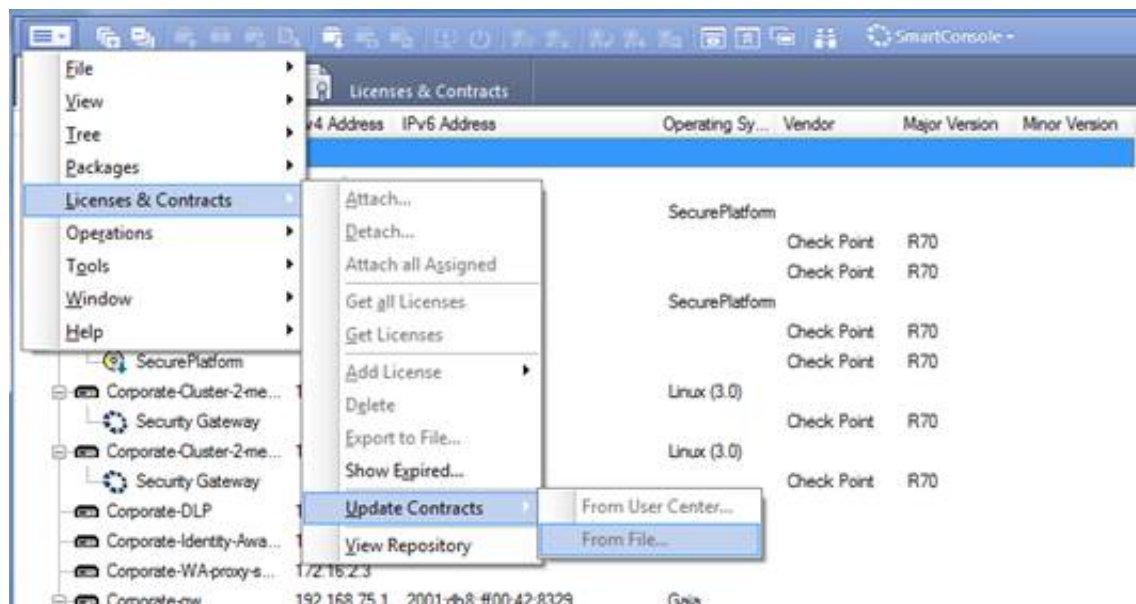 SmartConsole
File
View
Tree
Packages
Licenses & Contracts
Operations
Tools
Window
Help
Licenses & Contracts
v4 Address IPv6 Address Operating Sy... Vendor Major Version Minor Version
Attach...
Detach...
Attach all Assigned
Get all Licenses
Get Licenses
Add License
Delete
Export to File...
Show Expired...
Update Contracts
View Repository
From User Center...
From File...
SecurePlatform
Check Point R70
Check Point R70
SecurePlatform
Check Point R70
SecurePlatform Check Point R70
Corporate-Cluster-2-me... 1 Linux (3.0)
Security Gateway Check Point R70
Corporate-Cluster-2-me... 1 Linux (3.0)
Security Gateway Check Point R70
Corporate-DLP 1
Corporate-Identity-Awa... 1
Corporate-WA-proxy-s... 172.16.2.3
Corporate-gw 192.168.75.1 2001:db8::ff00:42:8329 Gaia